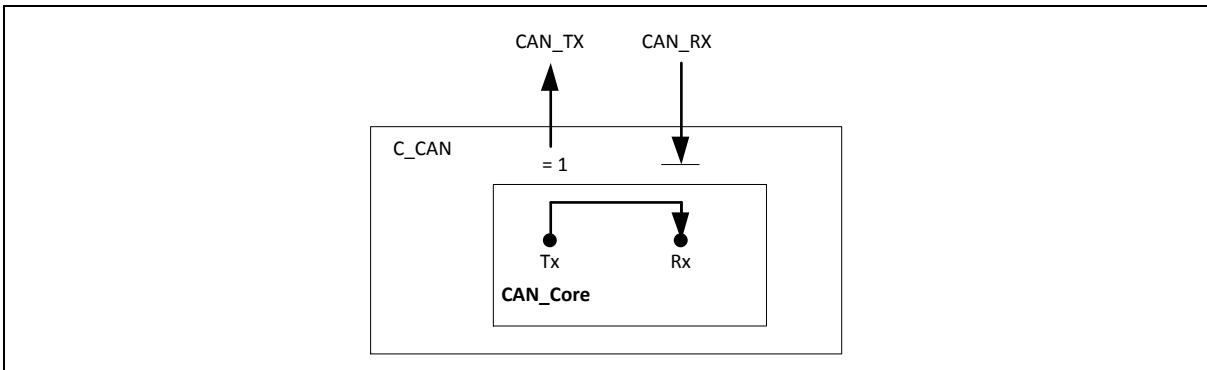 CAN_TX CAN_RX
C_CAN
= 1
Tx Rx
CAN_Core